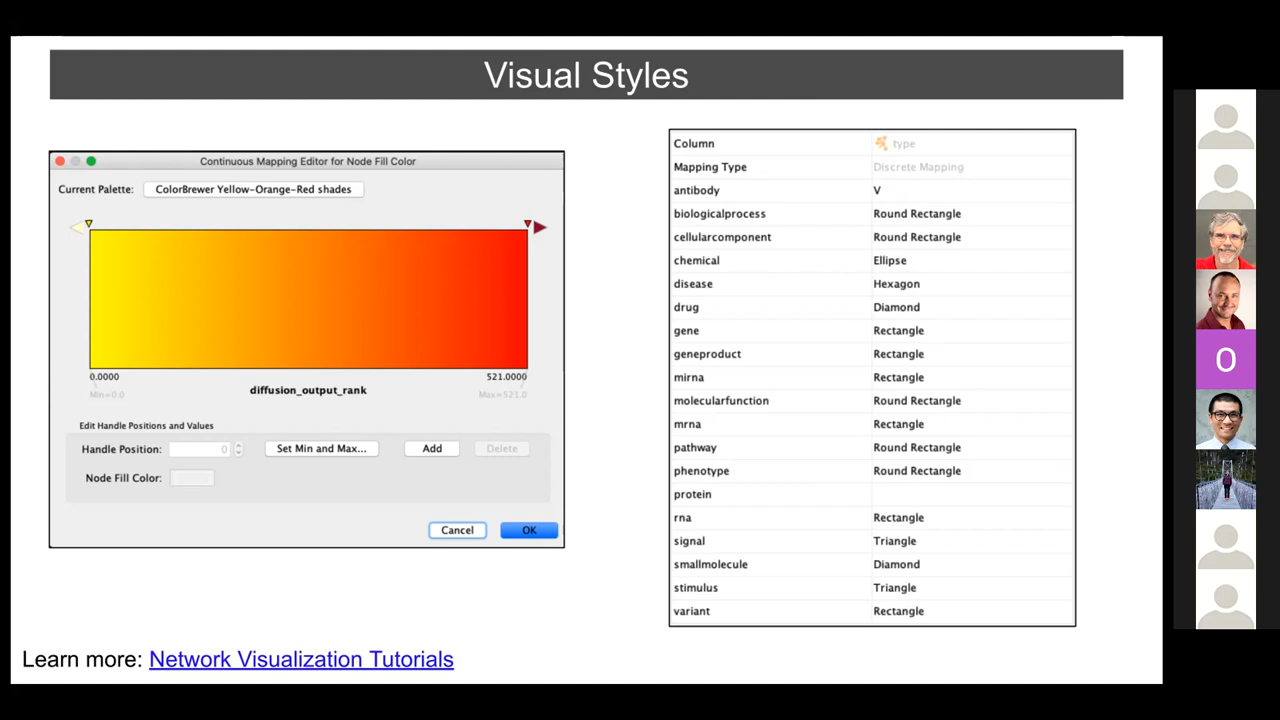 Visual Styles
Continuous Mapping Editor for Node Fill Color
Current Palette: ColorBrewer Yellow-Orange-Red shades
0.0000 521.0000
Min=0.0 diffusion_output_rank Max=521.0
Edit Handle Positions and Values
Handle Position: 0 Set Min and Max... Add Delete
Node Fill Color:
Cancel OK
Column type
Mapping Type Discrete Mapping
antibody V
biologicalprocess Round Rectangle
cellularcomponent Round Rectangle
chemical Ellipse
disease Hexagon
drug Diamond
gene Rectangle
geneproduct Rectangle
mirna Rectangle
molecularfunction Round Rectangle
mrna Rectangle
pathway Round Rectangle
phenotype Round Rectangle
protein
rna Rectangle
signal Triangle
smallmolecule Diamond
stimulus Triangle
variant Rectangle
Learn more: Network Visualization Tutorials
O